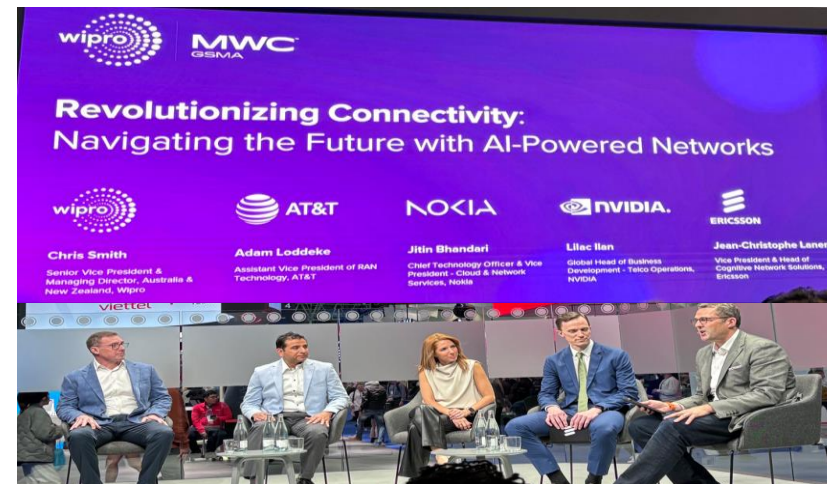 wipro
MWC
GSMA
Revolutionizing Connectivity:
Navigating the Future with AI-Powered Networks
wipro
AT&T
NOKIA
NVIDIA.
ERICSSON
Chris Smith
Senior Vice President &
Managing Director, Australia &
New Zealand, Wipro
Adam Loddeke
Assistant Vice President of RAN
Technology, AT&T
Jitin Bhandari
Chief Technology Officer & Vice
President - Cloud & Network
Services, Nokia
Lilac Ilan
Global Head of Business
Development - Telco Operations,
NVIDIA
Jean-Christophe Laner
Vice President & Head of
Cognitive Network Solutions,
Ericsson
viettel